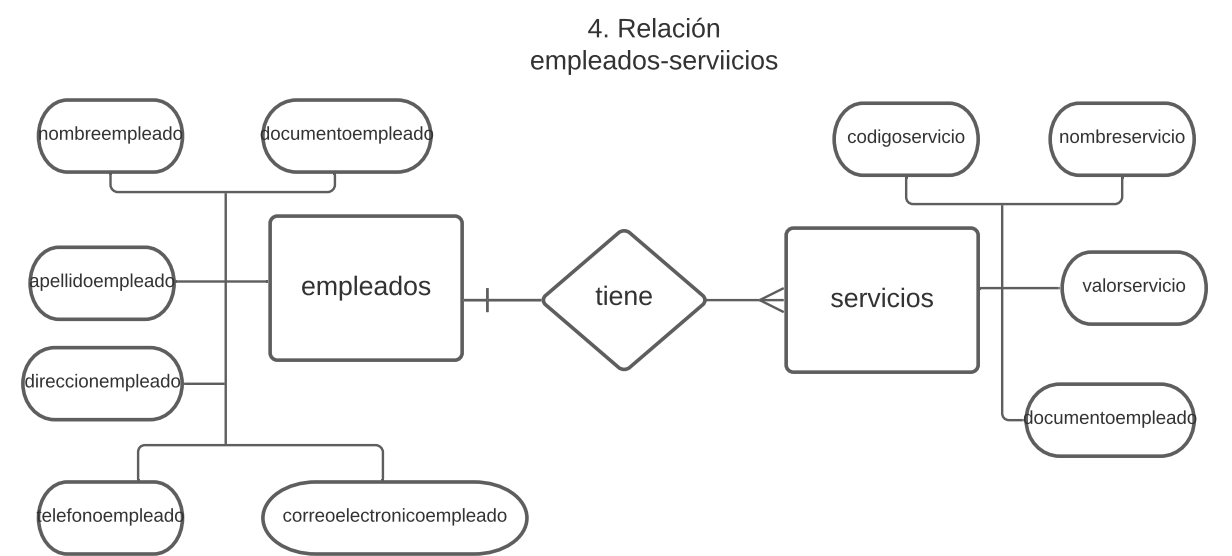 4. Relación
empleados-serviicios
nombreempleado
documentoempleado
codigoservicio
nombreservicio
apellidoempleado
empleados
tiene
servicios
valorservicio
direccionempleado
documentoempleado
telefonoempleado
correoelectronicoempleado